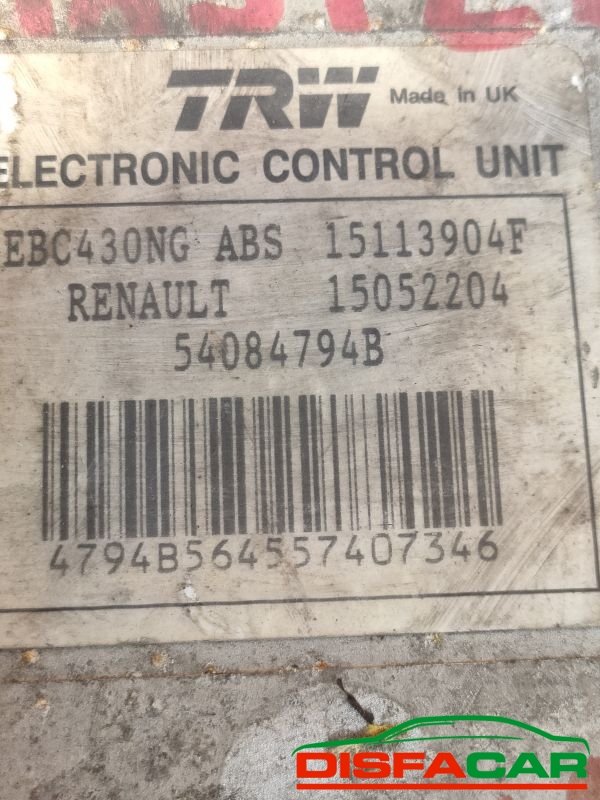 TRW Made in UK
ELECTRONIC CONTROL UNIT
EBC430NG ABS 15113904F
RENAULT 15052204
54084794B
4794B564557407346
DISFACAR